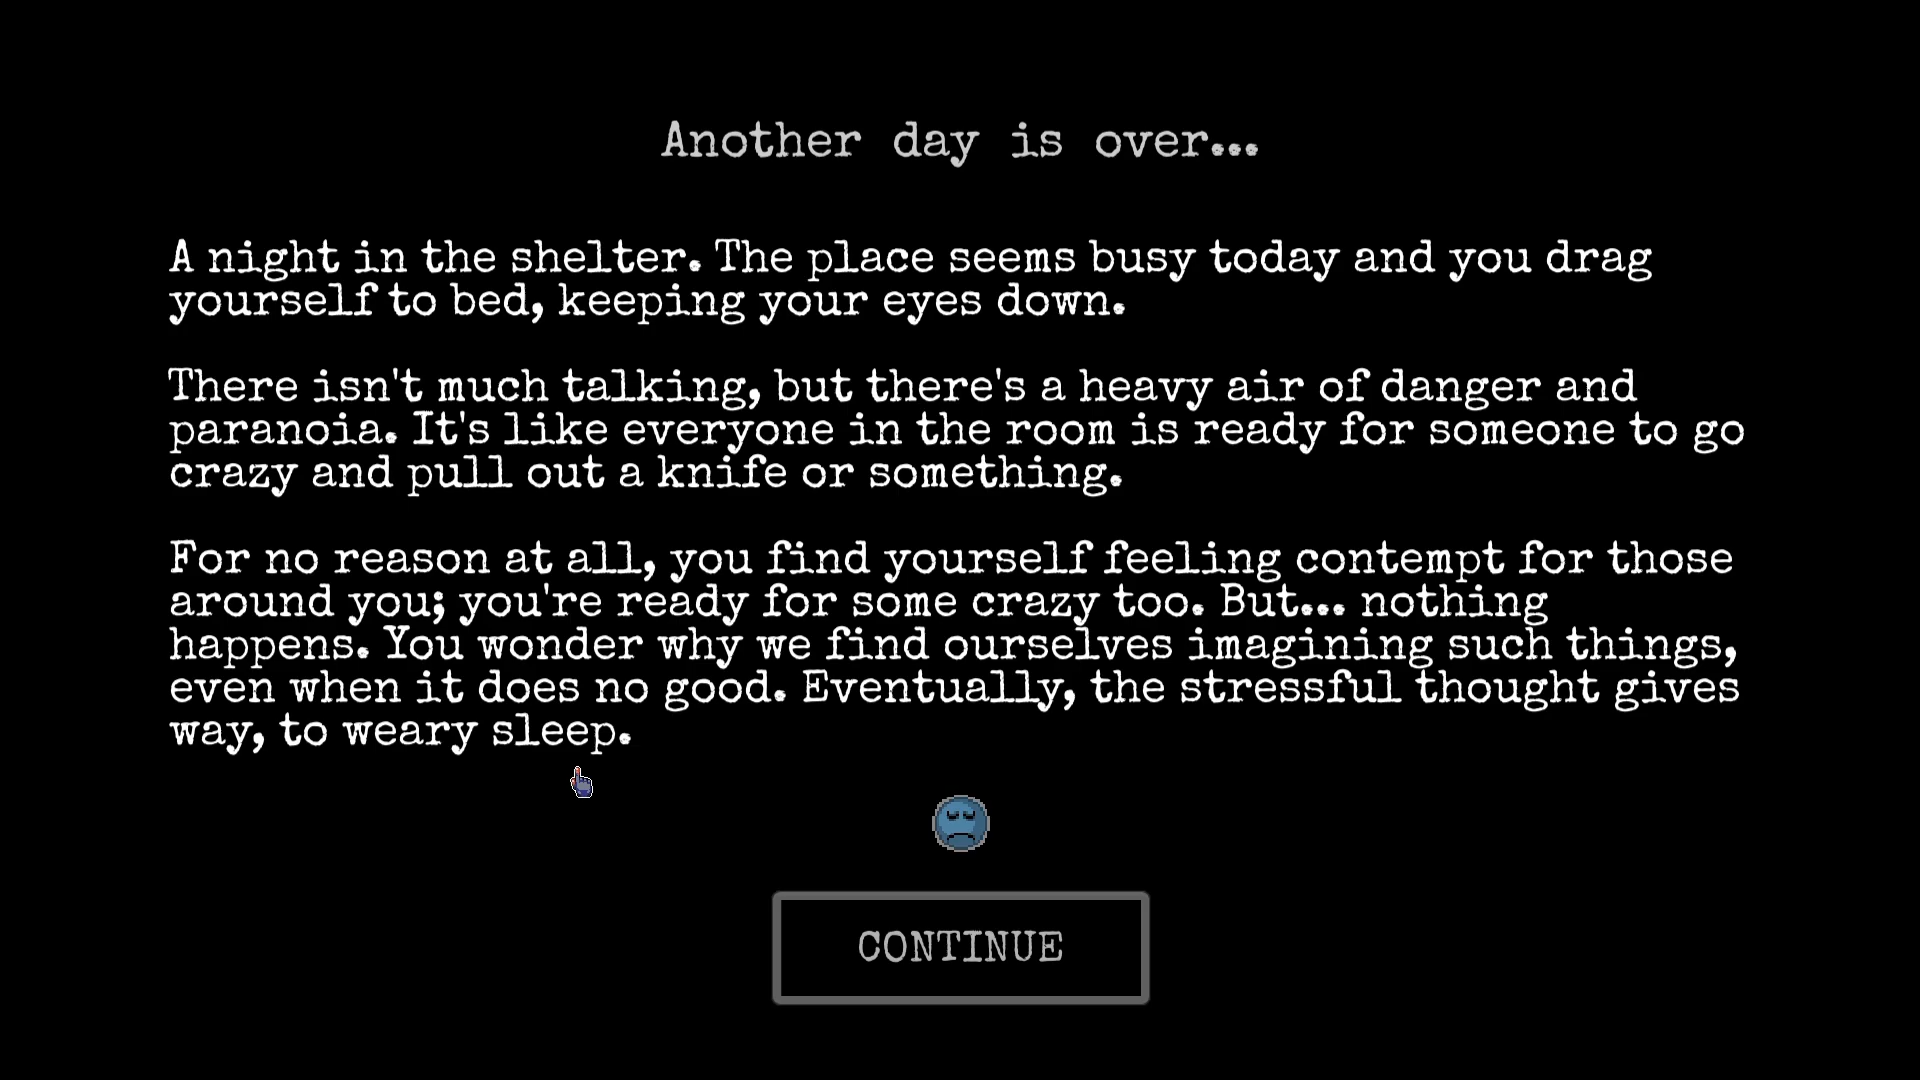 Another day is over...
A night in the shelter. The place seems busy today and you drag
yourself to bed, keeping your eyes down.
There isn't much talking, but there's a heavy air of danger and
paranoia. It's like everyone in the room is ready for someone to go
crazy and pull out a knife or something.
For no reason at all, you find yourself feeling contempt for those
around you; you're ready for some crazy too. But... nothing
happens. You wonder why we find ourselves imagining such things,
even when it does no good. Eventually, the stressful thought gives
way, to weary sleep.
CONTINUE